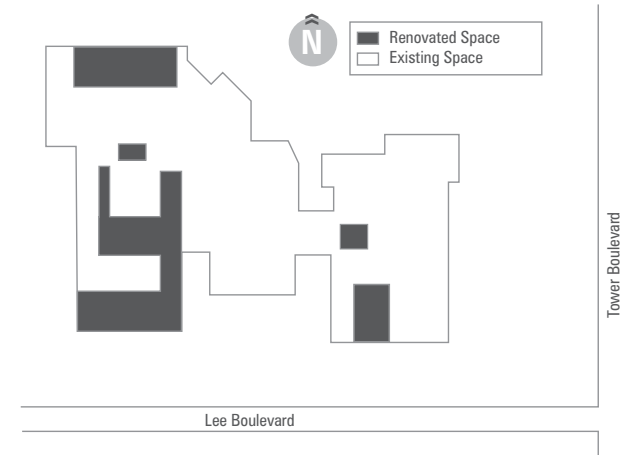 N
Renovated Space
Existing Space
Tower Boulevard
Lee Boulevard